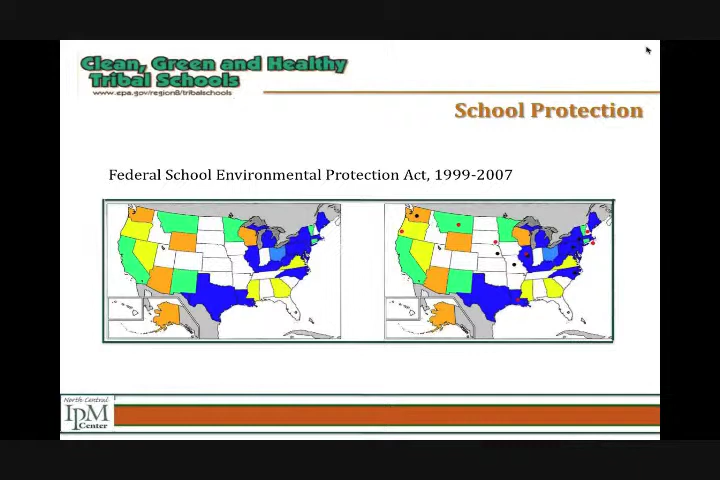 Clean, Green and Healthy
Tribal Schools
www.epa.gov/region8/tribalschools
School Protection
Federal School Environmental Protection Act, 1999-2007
North Central
IPM
Center